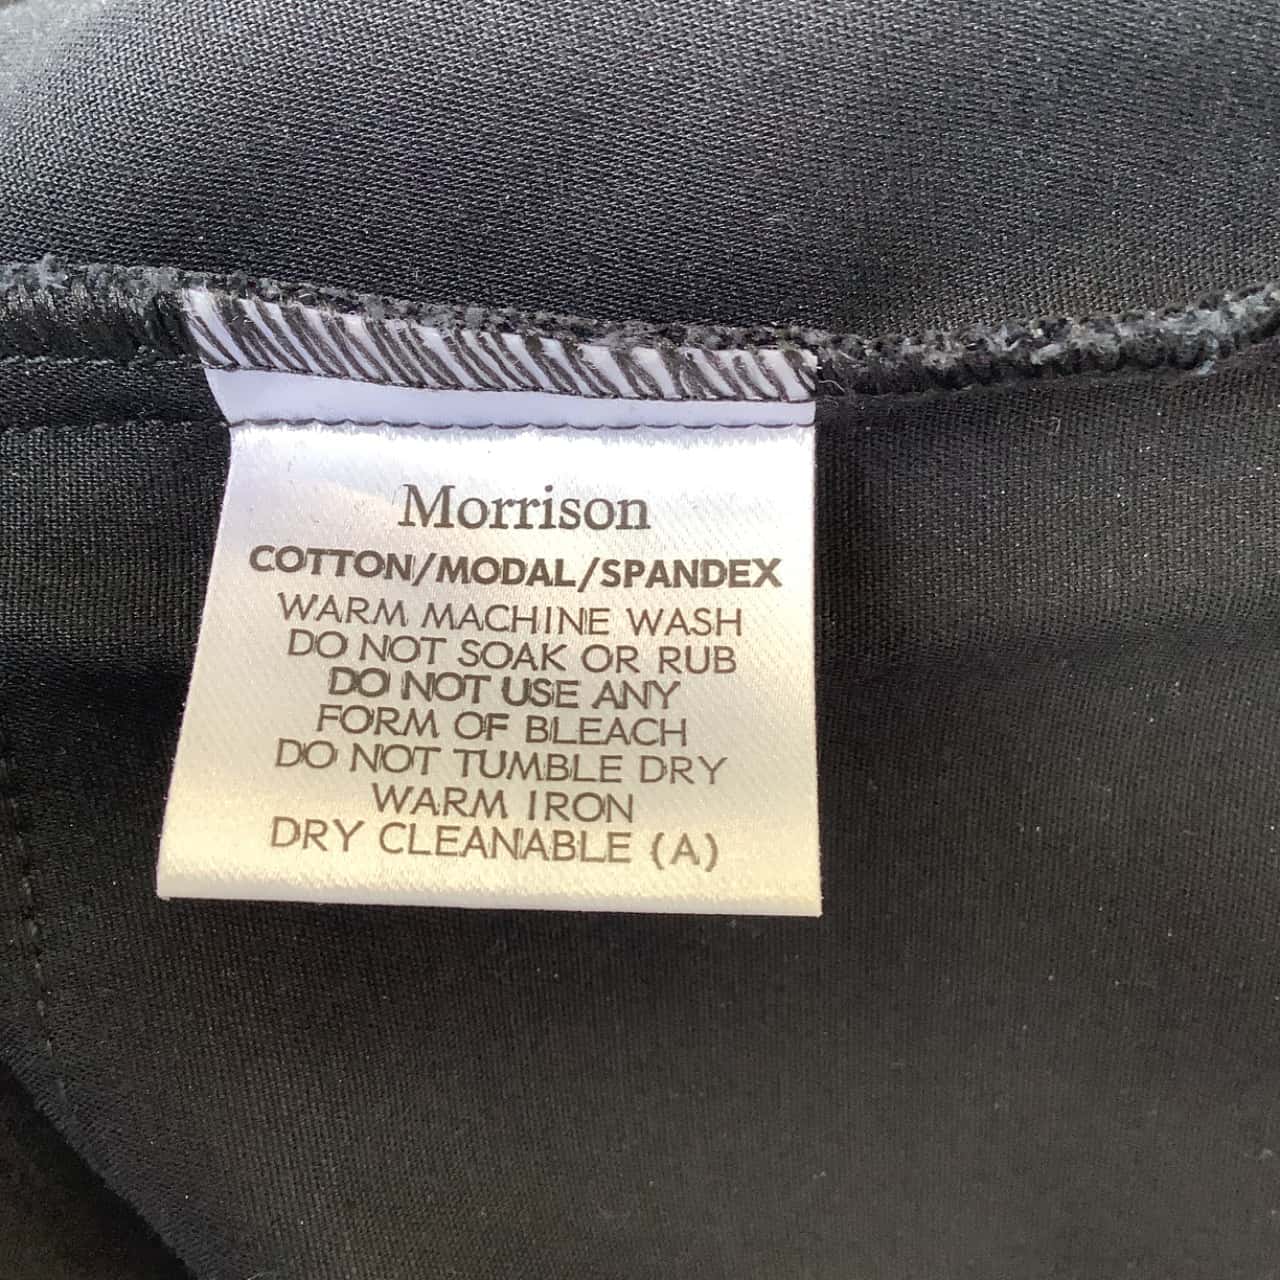 Morrison
COTTON/MODAL/SPANDEX
WARM MACHINE WASH
DO NOT SOAK OR RUB
DO NOT USE ANY
FORM OF BLEACH
DO NOT TUMBLE DRY
WARM IRON
DRY CLEANABLE (A)